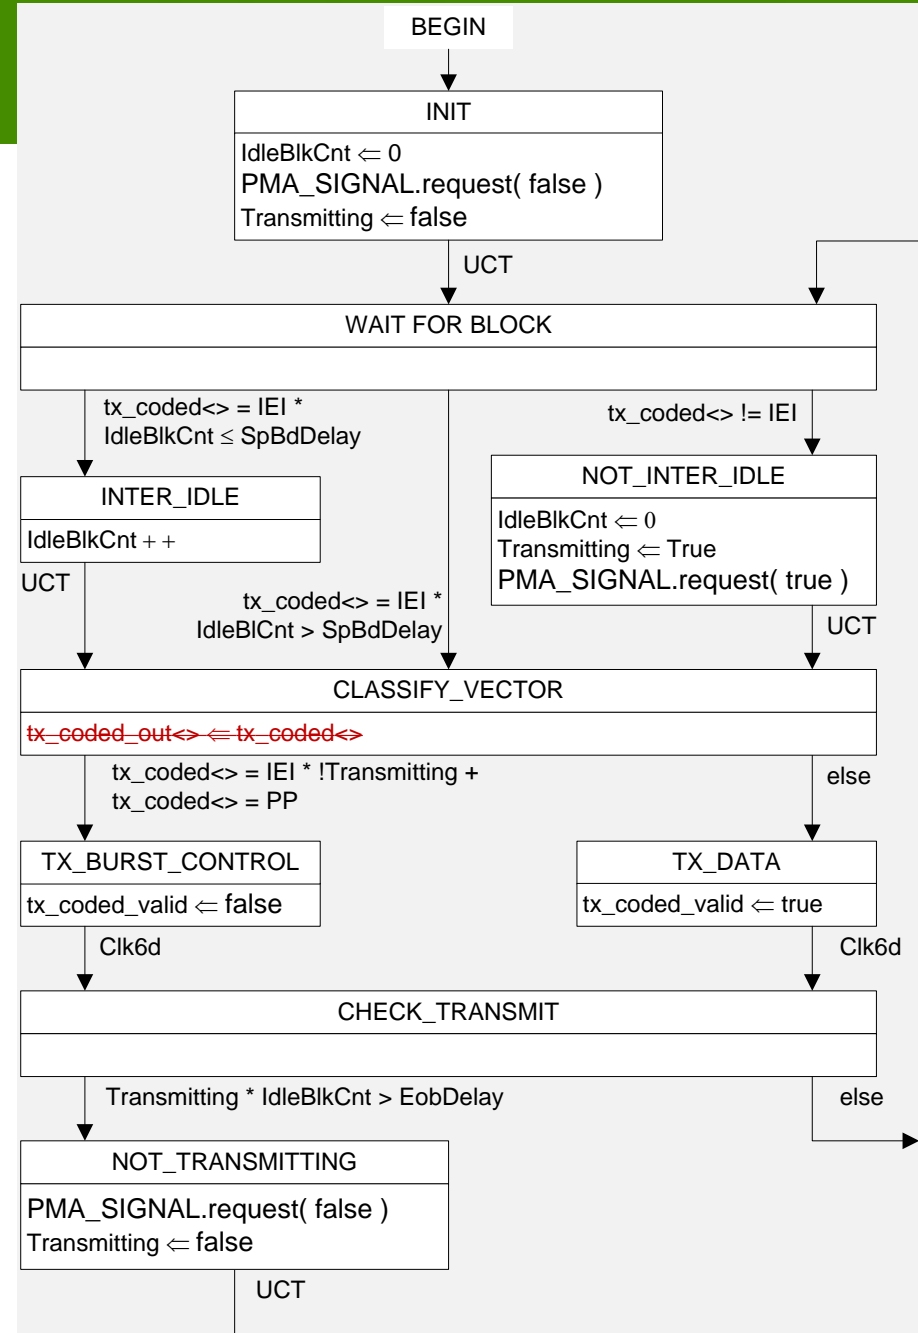 BEGIN
INIT
IdleBlkCnt ⇐ 0
PMA_SIGNAL.request( false )
Transmitting ⇐ false
UCT
WAIT FOR BLOCK
tx_coded<> = IEI *
IdleBlkCnt ≤ SpBdDelay
tx_coded<> != IEI
INTER_IDLE
IdleBlkCnt + +
UCT
tx_coded<> = IEI *
IdleBlCnt > SpBdDelay
NOT_INTER_IDLE
IdleBlkCnt ⇐ 0
Transmitting ⇐ True
PMA_SIGNAL.request( true )
UCT
CLASSIFY_VECTOR
tx_coded_out<> ⇐ tx_coded<>
tx_coded<> = IEI * !Transmitting +
tx_coded<> = PP
else
TX_BURST_CONTROL
tx_coded_valid ⇐ false
Clk6d
TX_DATA
tx_coded_valid ⇐ true
Clk6d
CHECK_TRANSMIT
Transmitting * IdleBlkCnt > EobDelay
else
NOT_TRANSMITTING
PMA_SIGNAL.request( false )
Transmitting ⇐ false
UCT